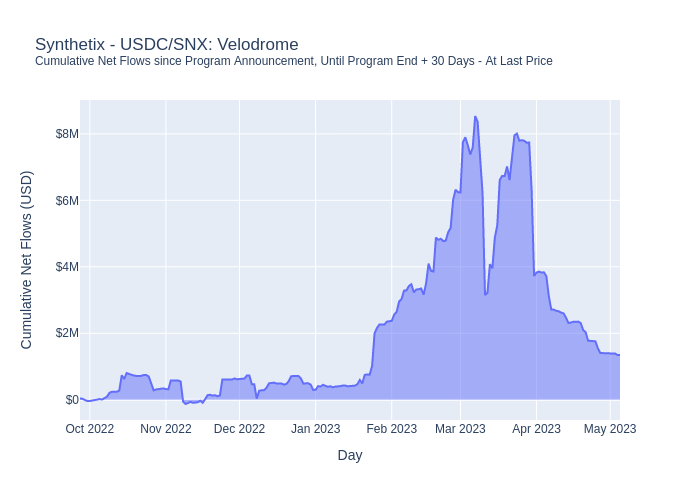 Synthetix - USDC/SNX: Velodrome
Cumulative Net Flows since Program Announcement, Until Program End + 30 Days - At Last Price
Cumulative Net Flows (USD)
$8M
$6M
$4M
$2M
$0
Oct 2022 Nov 2022 Dec 2022 Jan 2023 Feb 2023 Mar 2023 Apr 2023 May 2023
Day